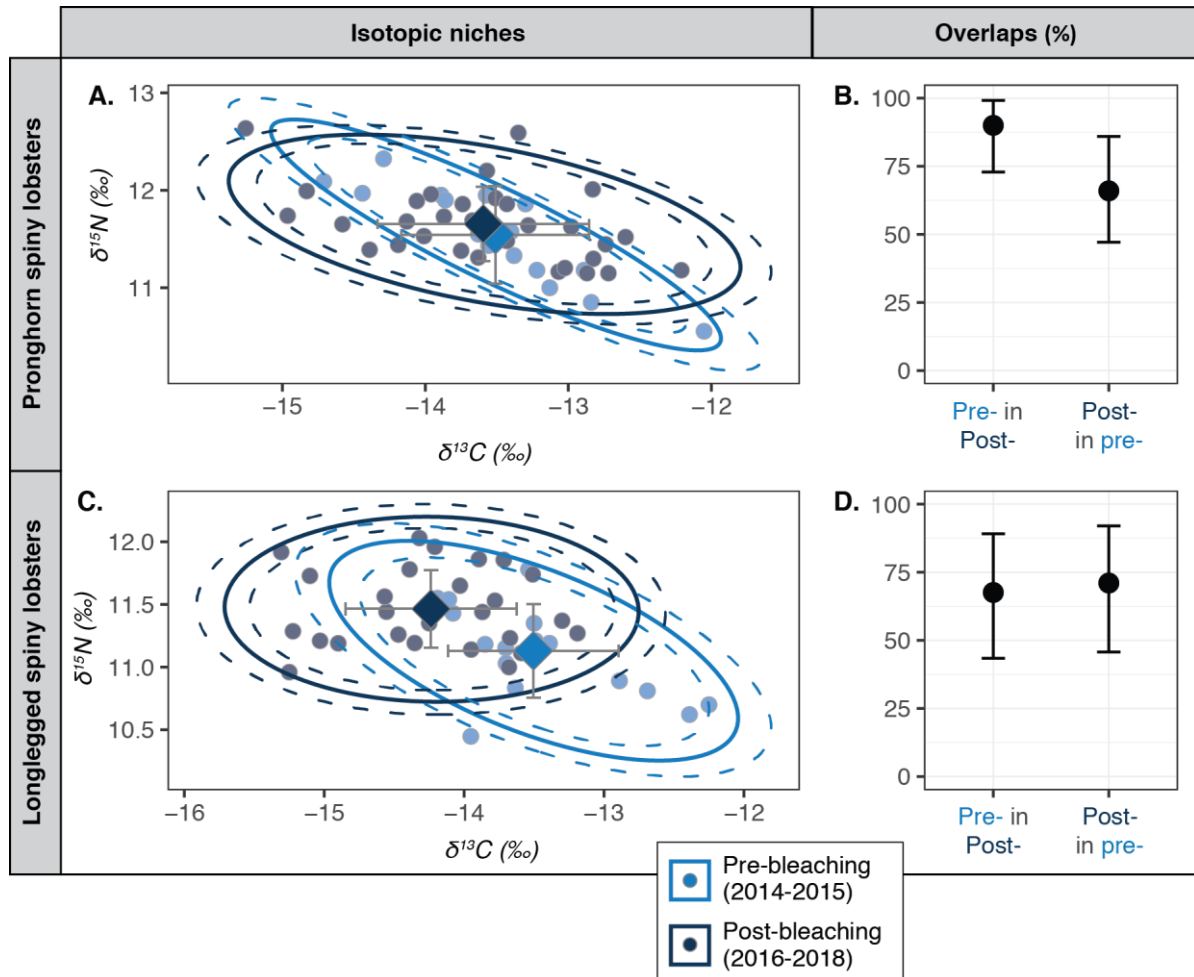 Isotopic niches
Overlaps (%)
Pronghorn spiny lobsters
A.
13
12
11
δ¹⁵N (‰)
−15
−14
−13
−12
δ¹³C (‰)
B.
100
75
50
25
0
Pre- in
Post-
Post-
in pre-
Longlegged spiny lobsters
C.
12.0
11.5
11.0
10.5
δ¹⁵N (‰)
−16
−15
−14
−13
−12
δ¹³C (‰)
D.
100
75
50
25
0
Pre- in
Post-
Post-
in pre-
Pre-bleaching
(2014-2015)
Post-bleaching
(2016-2018)